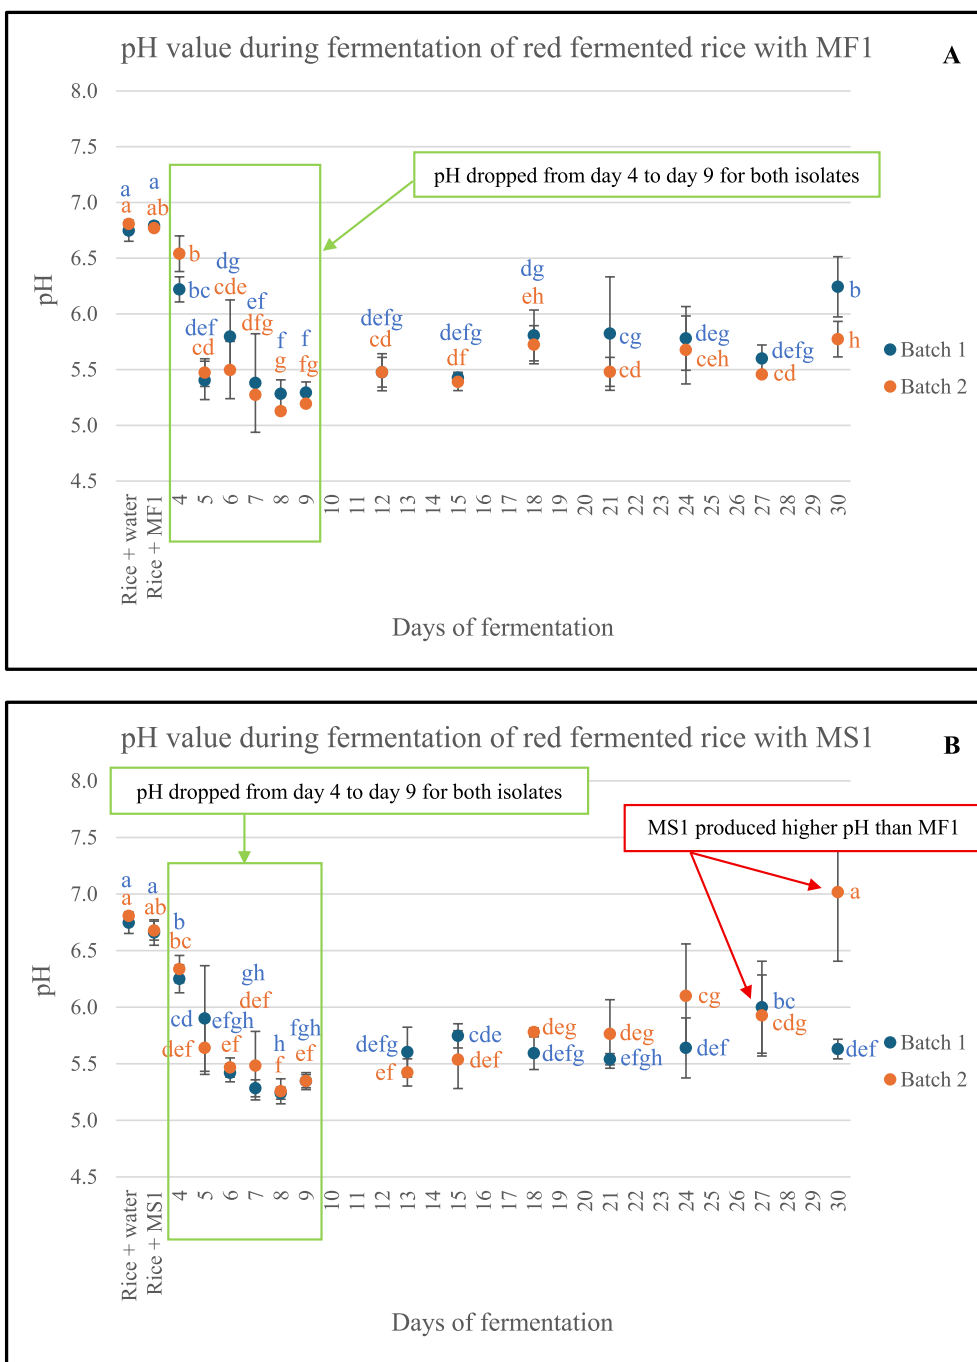 pH value during fermentation of red fermented rice with MF1
A
8.0
7.5
7.0
6.5
6.0
5.5
5.0
4.5
pH
pH dropped from day 4 to day 9 for both isolates
a a
a ab
b
bc
dg
cde
def
cd
ef
dfg
f f
g fg
defg
cd
defg
df
dg
eh
cg
cd
deg
ceh
defg
cd
b
h
Batch 1
Batch 2
Rice + water
Rice + MF1
4 5 6 7 8 9 10 11 12 13 14 15 16 17 18 19 20 21 22 23 24 25 26 27 28 29 30
Days of fermentation
pH value during fermentation of red fermented rice with MS1
B
8.0
7.5
7.0
6.5
6.0
5.5
5.0
4.5
pH
pH dropped from day 4 to day 9 for both isolates
MS1 produced higher pH than MF1
a a
a ab
b
bc
cd
def
efgh
ef
gh
def
h
f
fgh
ef
defg
ef
cde
def
deg
defg
deg
efgh
cg
def
bc
cdg
a
def
Batch 1
Batch 2
Rice + water
Rice + MS1
4 5 6 7 8 9 10 11 12 13 14 15 16 17 18 19 20 21 22 23 24 25 26 27 28 29 30
Days of fermentation